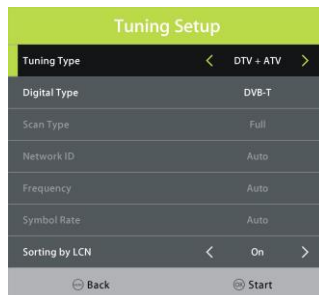 Tuning Setup
Tuning Type < DTV + ATV >
Digital Type DVB-T
Scan Type Full
Network ID Auto
Frequency Auto
Symbol Rate Auto
Sorting by LCN < On >
Back OK Start